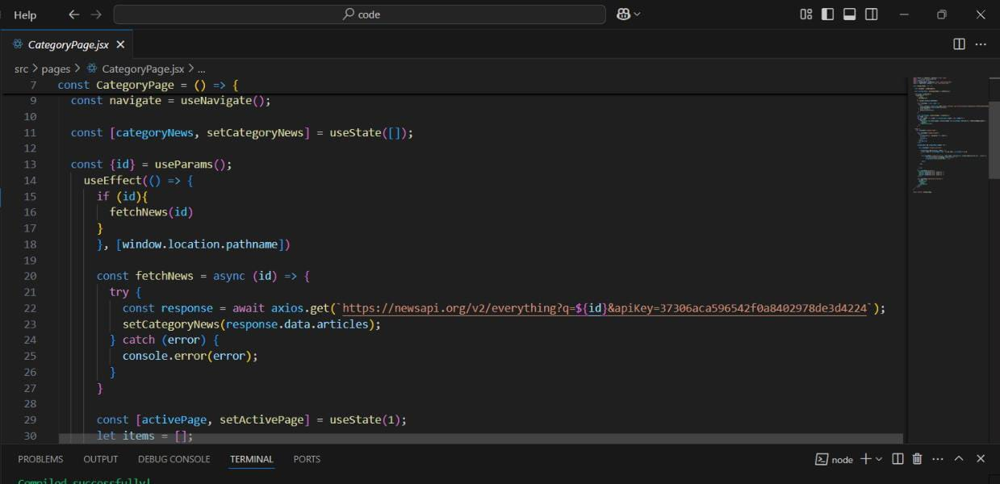 Help code
CategoryPage.jsx
src > pages > CategoryPage.jsx > ...
7 const CategoryPage = () => {
9 const navigate = useNavigate();
10
11 const [categoryNews, setCategoryNews] = useState([]);
12
13 const {id} = useParams();
14 useEffect(() => {
15 if (id){
16 fetchNews(id)
17 }
18 }, [window.location.pathname])
19
20 const fetchNews = async (id) => {
21 try {
22 const response = await axios.get(`https://newsapi.org/v2/everything?q=${id}&apiKey=37306aca596542f0a8402978de3d4224`);
23 setCategoryNews(response.data.articles);
24 } catch (error) {
25 console.error(error);
26 }
27 }
28
29 const [activePage, setActivePage] = useState(1);
30 let items = [];
PROBLEMS OUTPUT DEBUG CONSOLE TERMINAL PORTS node
Compiled successfully!